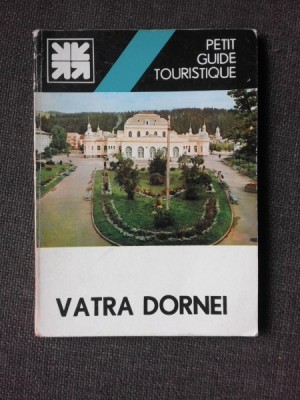 PETIT
GUIDE
TOURISTIQUE
VATRA DORNEI